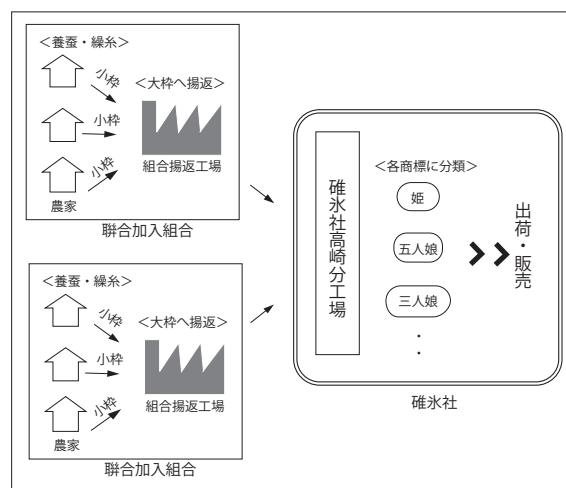 ＜養蚕・繰糸＞
小枠
＜大枠へ揚返＞
小枠
小枠
組合揚返工場
農家
聯合加入組合
＜養蚕・繰糸＞
小枠
＜大枠へ揚返＞
小枠
小枠
組合揚返工場
農家
聯合加入組合
碓氷社高崎分工場
＜各商標に分類＞
姫
五人娘
三人娘
・
・
出荷・販売
碓氷社